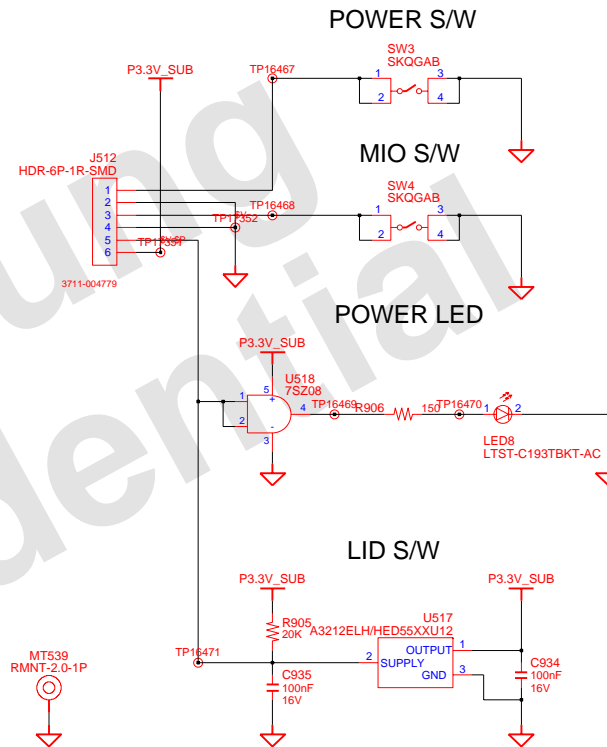 POWER S/W
SW3
SKQGAB
P3.3V_SUB
TP16467
1 3
2 4
MIO S/W
J512
HDR-6P-1R-SMD
SW4
SKQGAB
1
2
3
4
5
6
TP16468
TP17352
TP17351
1 3
2 4
3711-004779
POWER LED
P3.3V_SUB
U518
7SZ08
5
1
+
4
2
-
3
TP16469
R906
150
TP16470
1 2
LED8
LTST-C193TBKT-AC
LID S/W
P3.3V_SUB
P3.3V_SUB
R905
20K
U517
A3212ELH/HED55XXU12
TP16471
2
SUPPLY
OUTPUT
1
GND
3
C935
100nF
16V
C934
100nF
16V
MT539
RMNT-2.0-1P